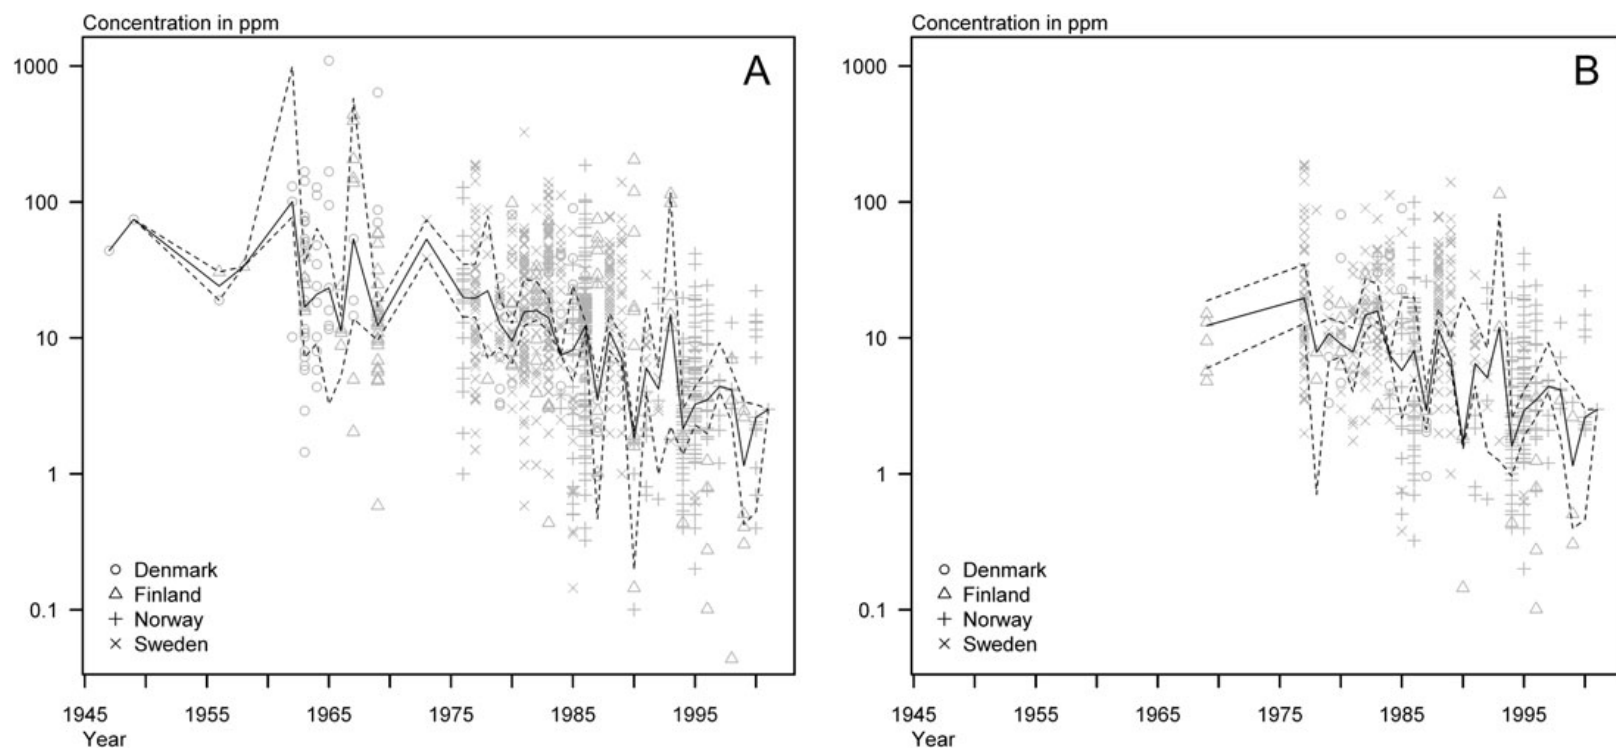 Concentration in ppm
A
1000
100
10
1
0.1
Denmark
Finland
Norway
Sweden
1945 1955 1965 1975 1985 1995
Year
Concentration in ppm
B
1000
100
10
1
0.1
Denmark
Finland
Norway
Sweden
1945 1955 1965 1975 1985 1995
Year